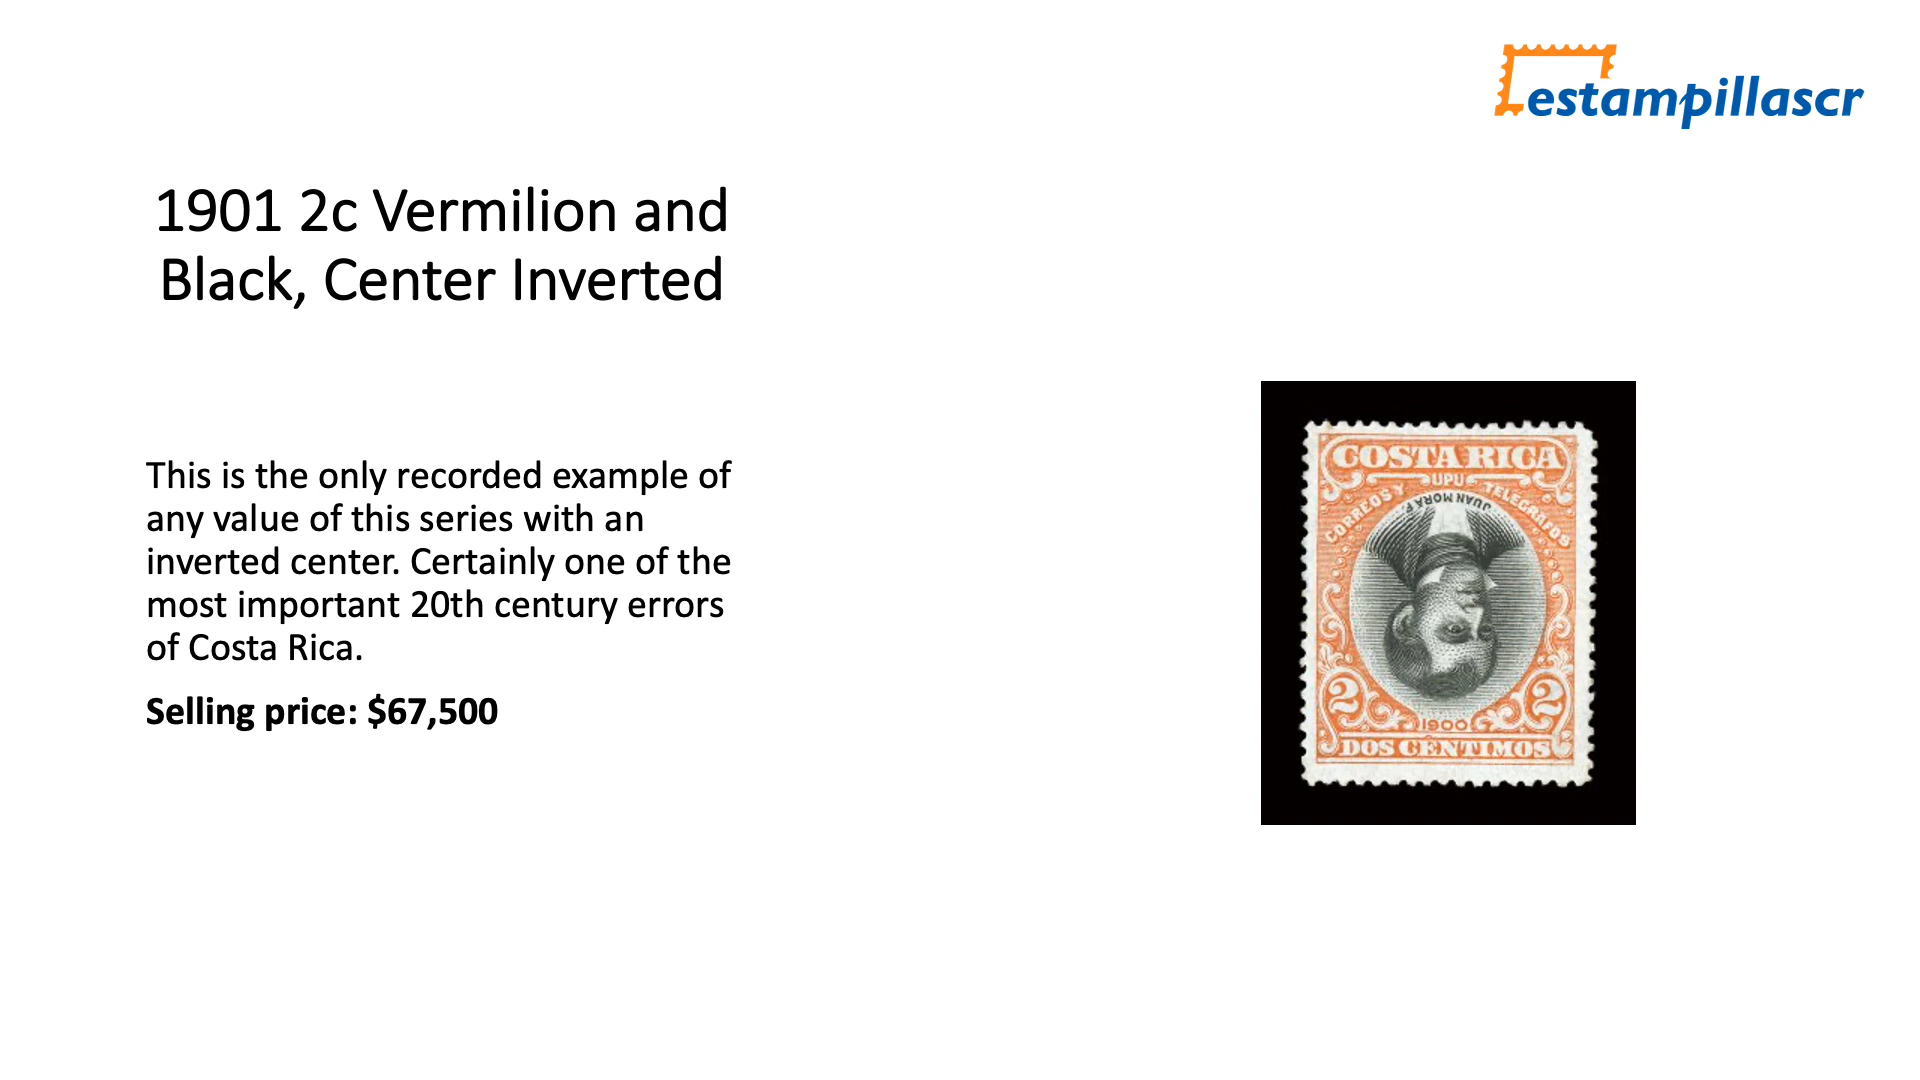 estampillascr
1901 2c Vermilion and
Black, Center Inverted
This is the only recorded example of
any value of this series with an
inverted center. Certainly one of the
most important 20th century errors
of Costa Rica.
Selling price: $67,500
COSTA RICA
UPU
CORREOS Y TELEGRAFOS
JUAN MORA F.
2 2
1900
DOS CENTIMOS